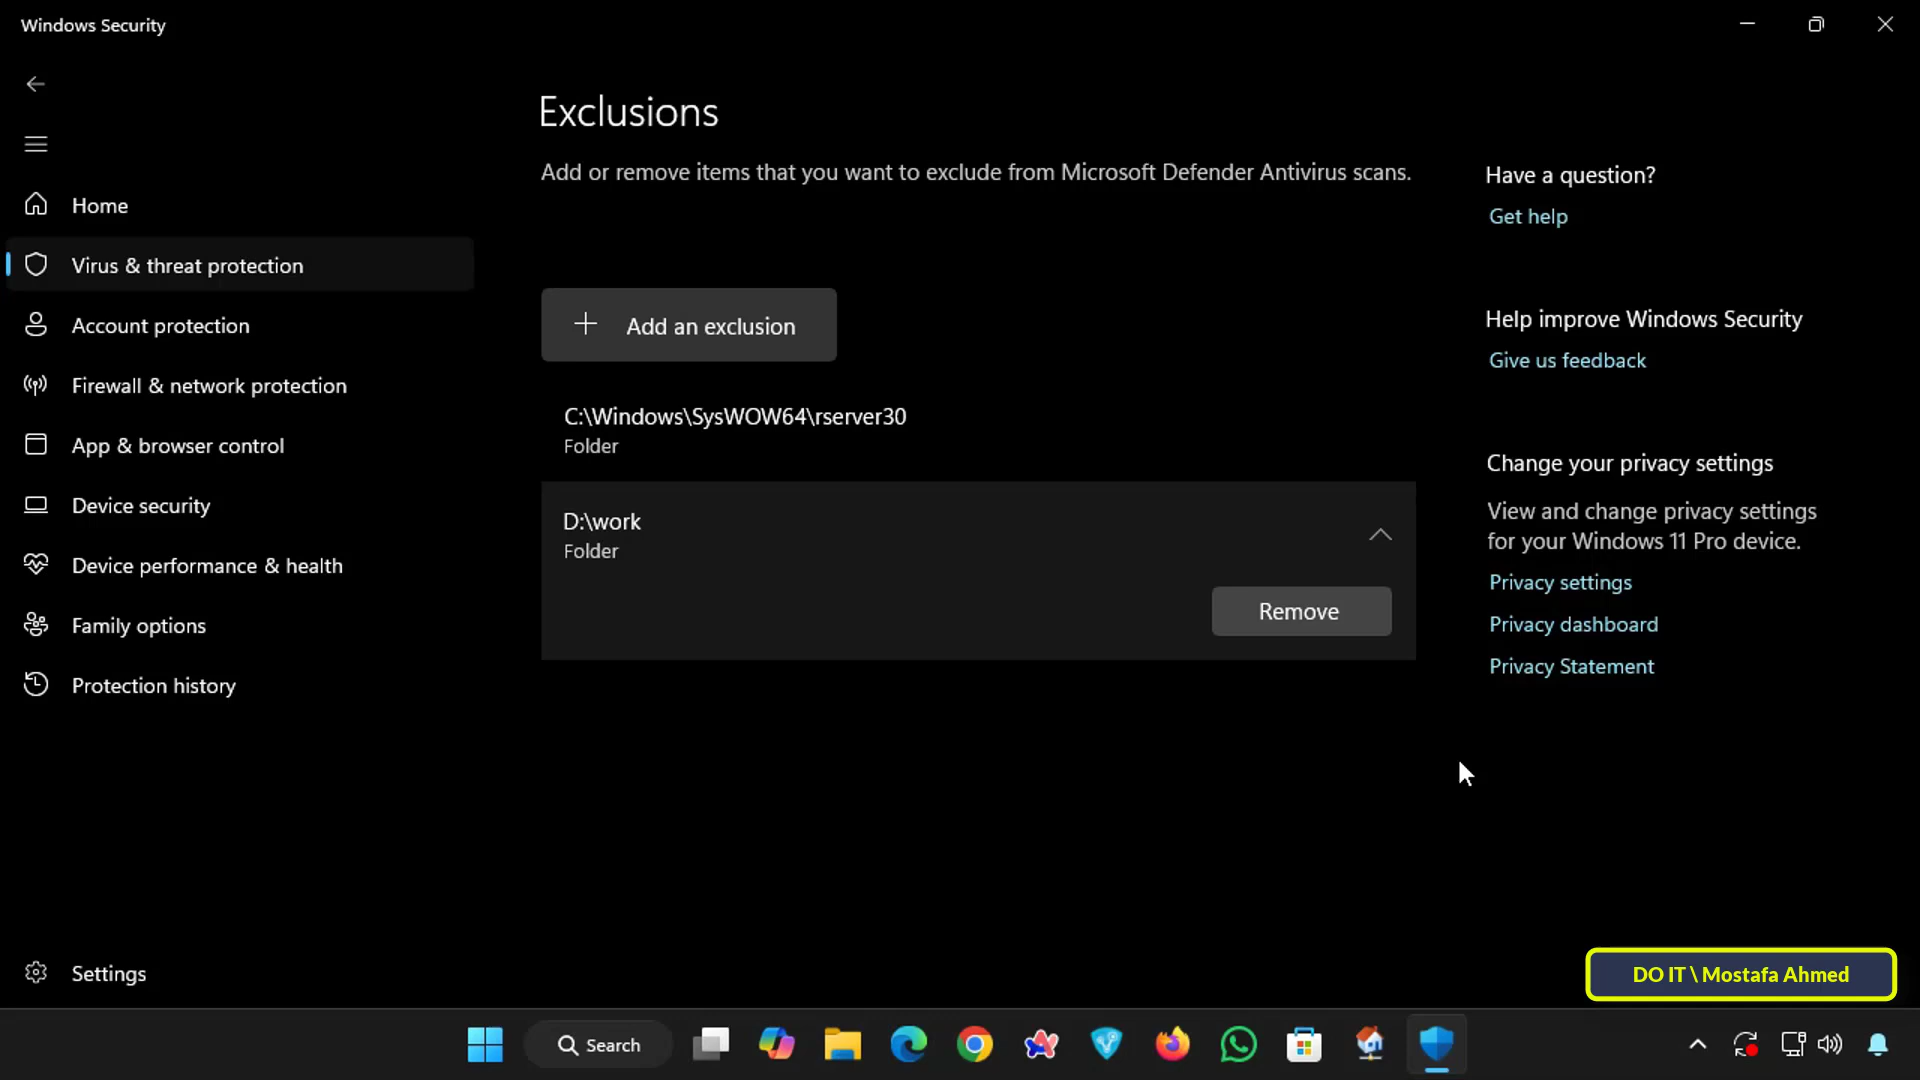 Windows Security
Home
Virus & threat protection
Account protection
Firewall & network protection
App & browser control
Device security
Device performance & health
Family options
Protection history
Settings
Exclusions
Add or remove items that you want to exclude from Microsoft Defender Antivirus scans.
Add an exclusion
C:\Windows\SysWOW64\rserver30
Folder
D:\work
Folder
Remove
Have a question?
Get help
Help improve Windows Security
Give us feedback
Change your privacy settings
View and change privacy settings
for your Windows 11 Pro device.
Privacy settings
Privacy dashboard
Privacy Statement
DO IT \ Mostafa Ahmed
Search